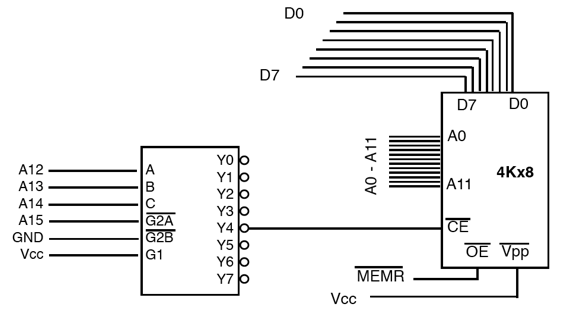 D0
D7
D7 D0
A0
A0 - A11
A11
4Kx8
CE
OE Vpp
MEMR
Vcc
A12 A Y0
A13 B Y1
A14 C Y2
A15 G2A Y3
GND G2B Y4
Vcc G1 Y5
Y6
Y7